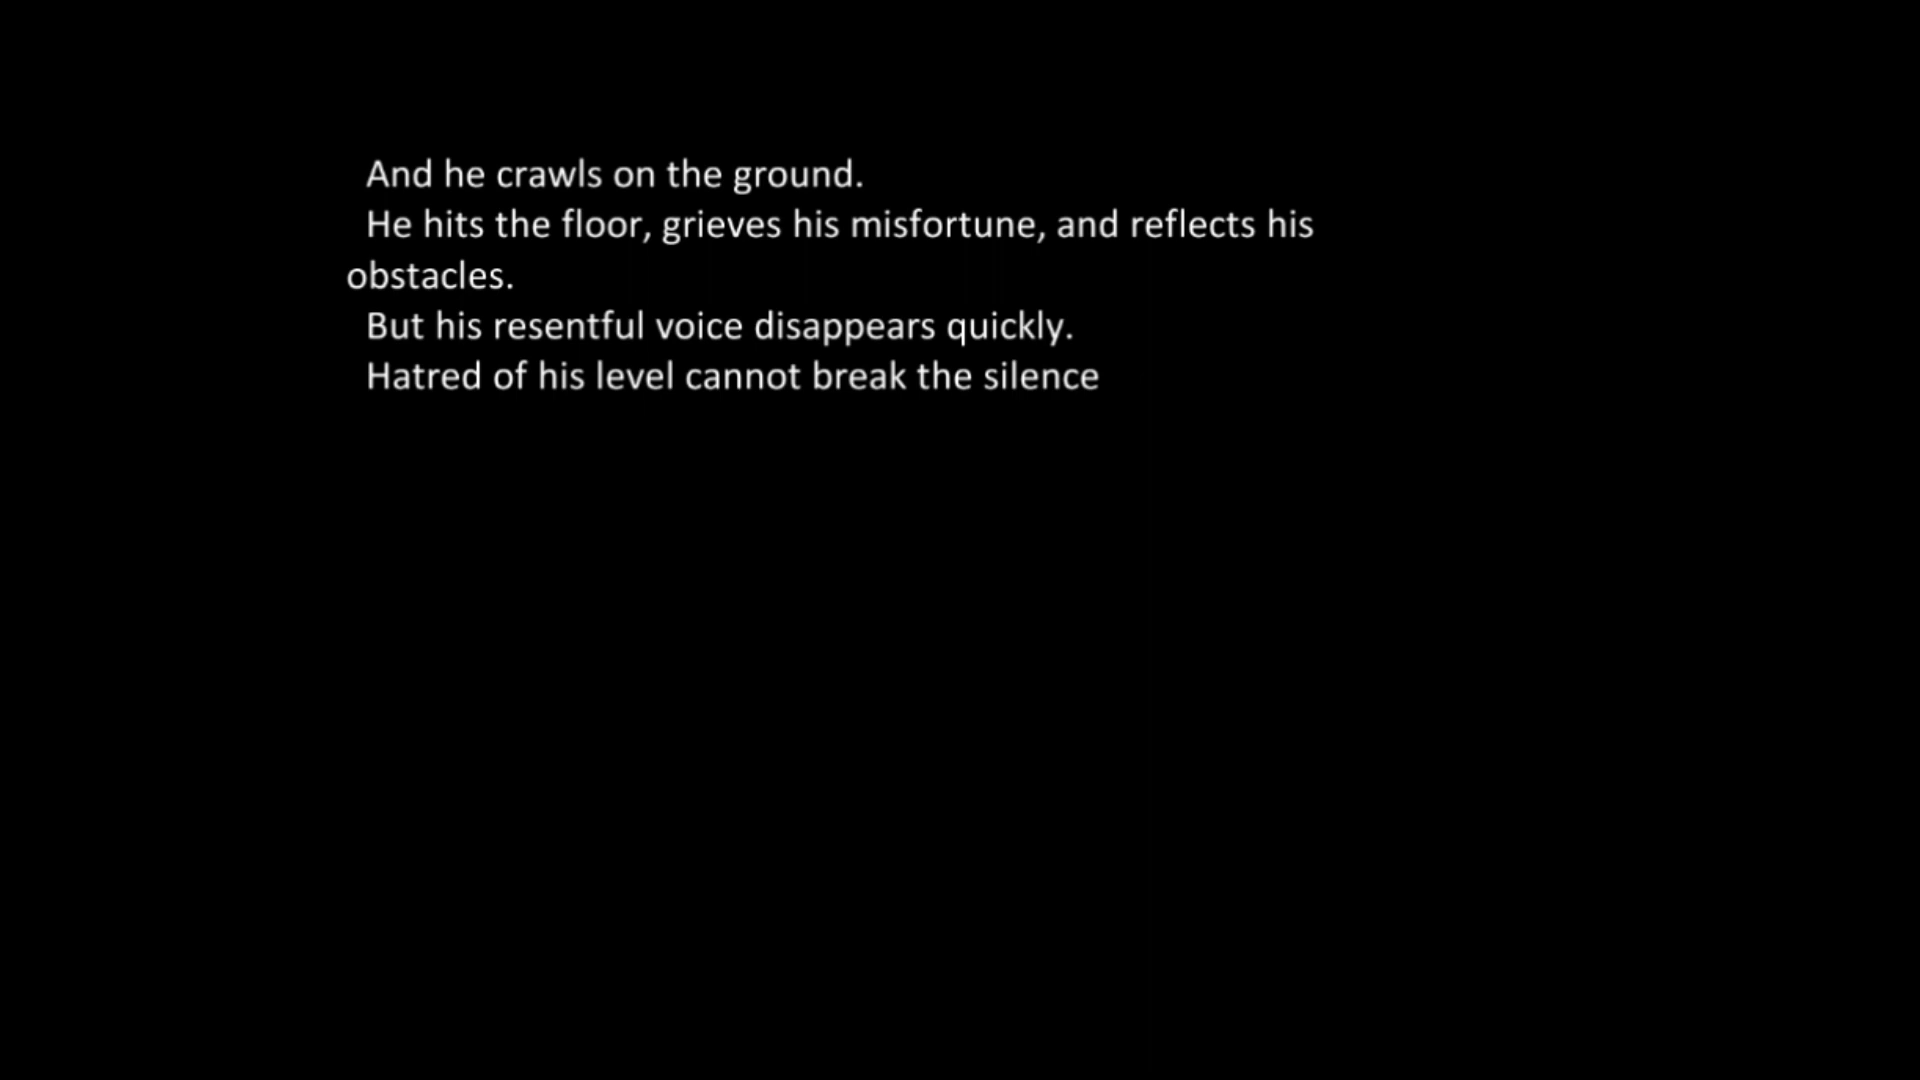 And he crawls on the ground.
He hits the floor, grieves his misfortune, and reflects his
obstacles.
But his resentful voice disappears quickly.
Hatred of his level cannot break the silence